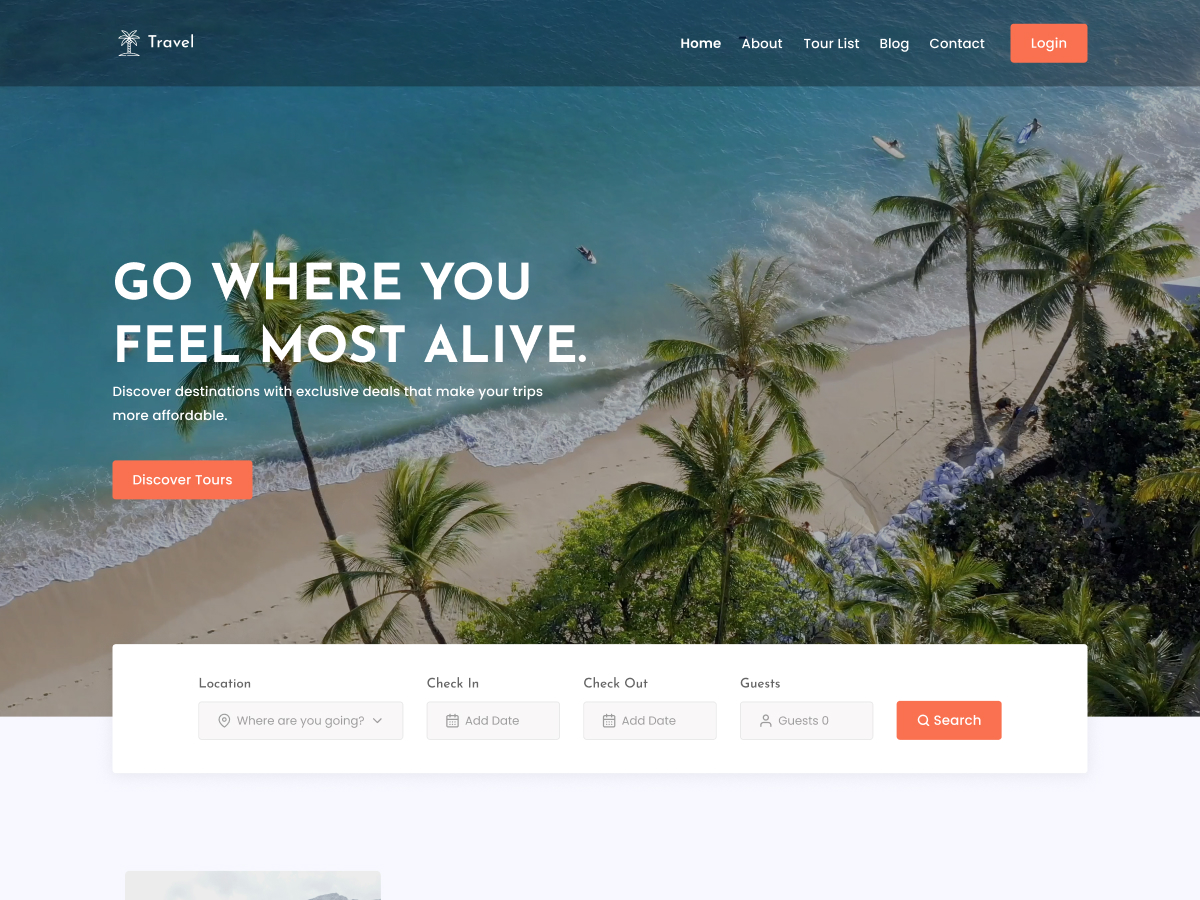 Travel
Home About Tour List Blog Contact Login
GO WHERE YOU
FEEL MOST ALIVE.
Discover destinations with exclusive deals that make your trips
more affordable.
Discover Tours
Location Check In Check Out Guests
Where are you going? Add Date Add Date Guests 0 Search